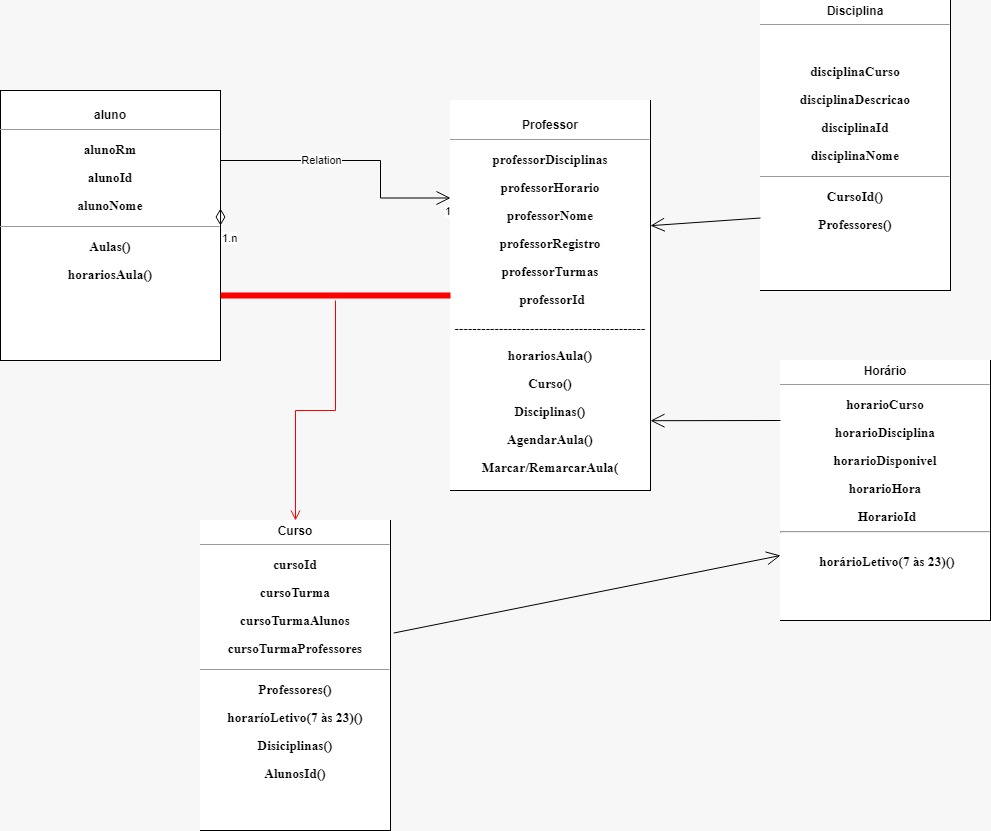 Disciplina
disciplinaCurso
disciplinaDescricao
disciplinaId
disciplinaNome
CursoId()
Professores()
aluno
alunoRm
alunoId
alunoNome
Aulas()
horariosAula()
Relation
1
1.n
Professor
professorDisciplinas
professorHorario
professorNome
professorRegistro
professorTurmas
professorId
horariosAula()
Curso()
Disciplinas()
AgendarAula()
Marcar/RemarcarAula(
Horário
horarioCurso
horarioDisciplina
horarioDisponivel
horarioHora
HorarioId
horárioLetivo(7 às 23)()
Curso
cursoId
cursoTurma
cursoTurmaAlunos
cursoTurmaProfessores
Professores()
horaríoLetivo(7 às 23)()
Disiciplinas()
AlunosId()